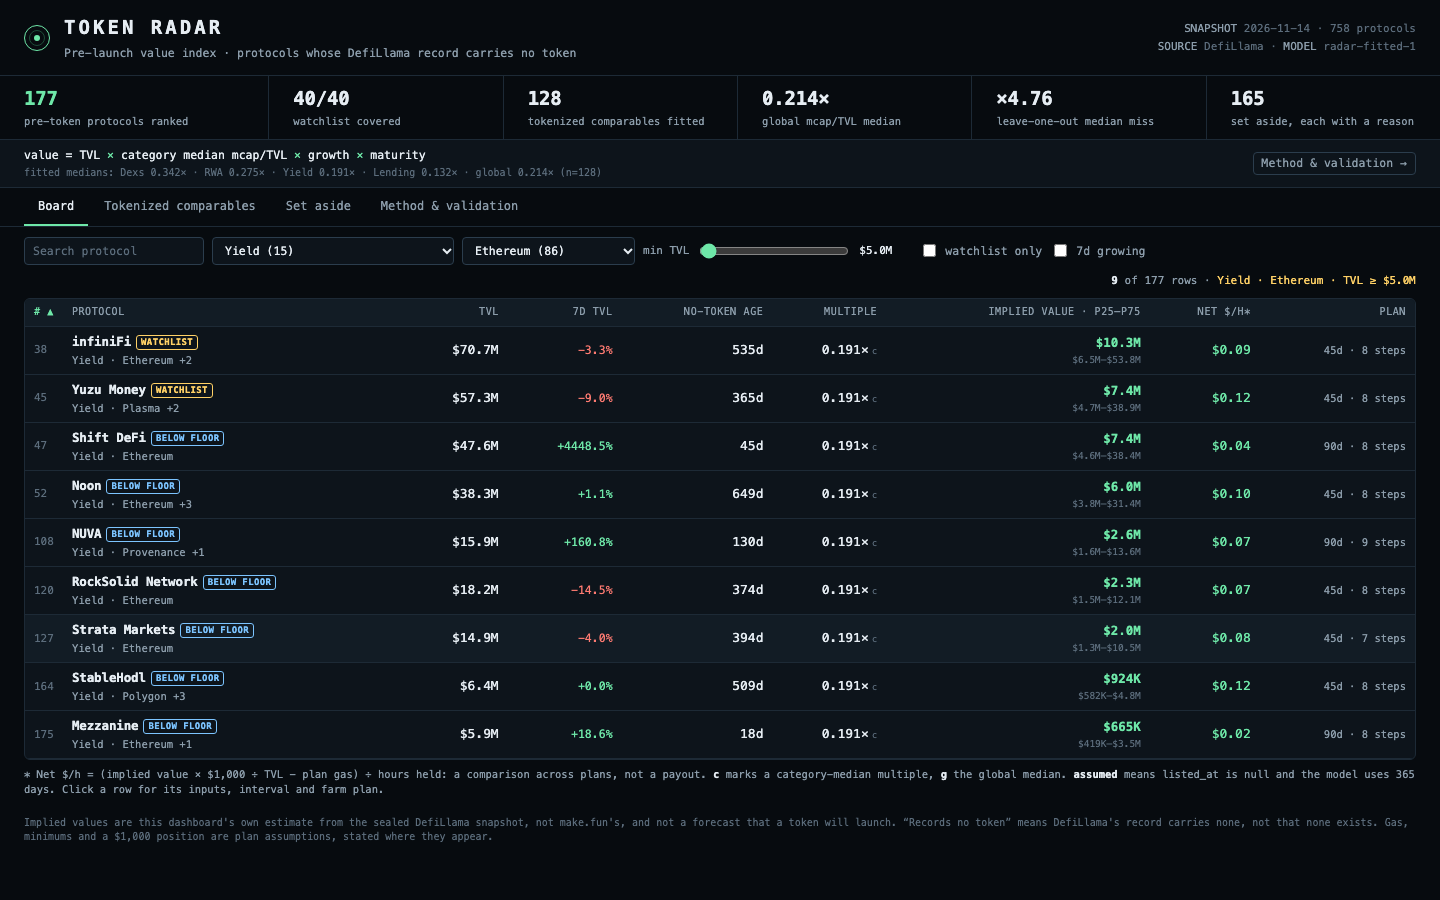 TOKEN RADAR
Pre-launch value index · protocols whose DefiLlama record carries no token
SNAPSHOT 2026-11-14 · 758 protocols
SOURCE DefiLlama · MODEL radar-fitted-1
177
pre-token protocols ranked
40/40
watchlist covered
128
tokenized comparables fitted
0.214×
global mcap/TVL median
×4.76
leave-one-out median miss
165
set aside, each with a reason
value = TVL × category median mcap/TVL × growth × maturity
fitted medians: Dexs 0.342× · RWA 0.275× · Yield 0.191× · Lending 0.132× · global 0.214× (n=128)
Method & validation →
Board Tokenized comparables Set aside Method & validation
Search protocol Yield (15) Ethereum (86) min TVL $5.0M watchlist only 7d growing
9 of 177 rows · Yield · Ethereum · TVL ≥ $5.0M
# ▲ PROTOCOL TVL 7D TVL NO-TOKEN AGE MULTIPLE IMPLIED VALUE · P25–P75 NET $/H* PLAN
38 infiniFi WATCHLIST $70.7M −3.3% 535d 0.191× c $10.3M $0.09 45d · 8 steps
Yield · Ethereum +2 $6.5M–$53.8M
45 Yuzu Money WATCHLIST $57.3M −9.0% 365d 0.191× c $7.4M $0.12 45d · 8 steps
Yield · Plasma +2 $4.7M–$38.9M
47 Shift DeFi BELOW FLOOR $47.6M +4448.5% 45d 0.191× c $7.4M $0.04 90d · 8 steps
Yield · Ethereum $4.6M–$38.4M
52 Noon BELOW FLOOR $38.3M +1.1% 649d 0.191× c $6.0M $0.10 45d · 8 steps
Yield · Ethereum +3 $3.8M–$31.4M
108 NUVA BELOW FLOOR $15.9M +160.8% 130d 0.191× c $2.6M $0.07 90d · 9 steps
Yield · Provenance +1 $1.6M–$13.6M
120 RockSolid Network BELOW FLOOR $18.2M −14.5% 374d 0.191× c $2.3M $0.07 45d · 8 steps
Yield · Ethereum $1.5M–$12.1M
127 Strata Markets BELOW FLOOR $14.9M −4.0% 394d 0.191× c $2.0M $0.08 45d · 7 steps
Yield · Ethereum $1.3M–$10.5M
164 StableHodl BELOW FLOOR $6.4M +0.0% 509d 0.191× c $924K $0.12 45d · 8 steps
Yield · Polygon +3 $582K–$4.8M
175 Mezzanine BELOW FLOOR $5.9M +18.6% 18d 0.191× c $665K $0.02 90d · 8 steps
Yield · Ethereum +1 $419K–$3.5M
* Net $/h = (implied value × $1,000 ÷ TVL − plan gas) ÷ hours held: a comparison across plans, not a payout. c marks a category-median multiple, g the global median. assumed means listed_at is null and the model uses 365
days. Click a row for its inputs, interval and farm plan.
Implied values are this dashboard's own estimate from the sealed DefiLlama snapshot, not make.fun's, and not a forecast that a token will launch. “Records no token” means DefiLlama's record carries none, not that none exists. Gas,
minimums and a $1,000 position are plan assumptions, stated where they appear.